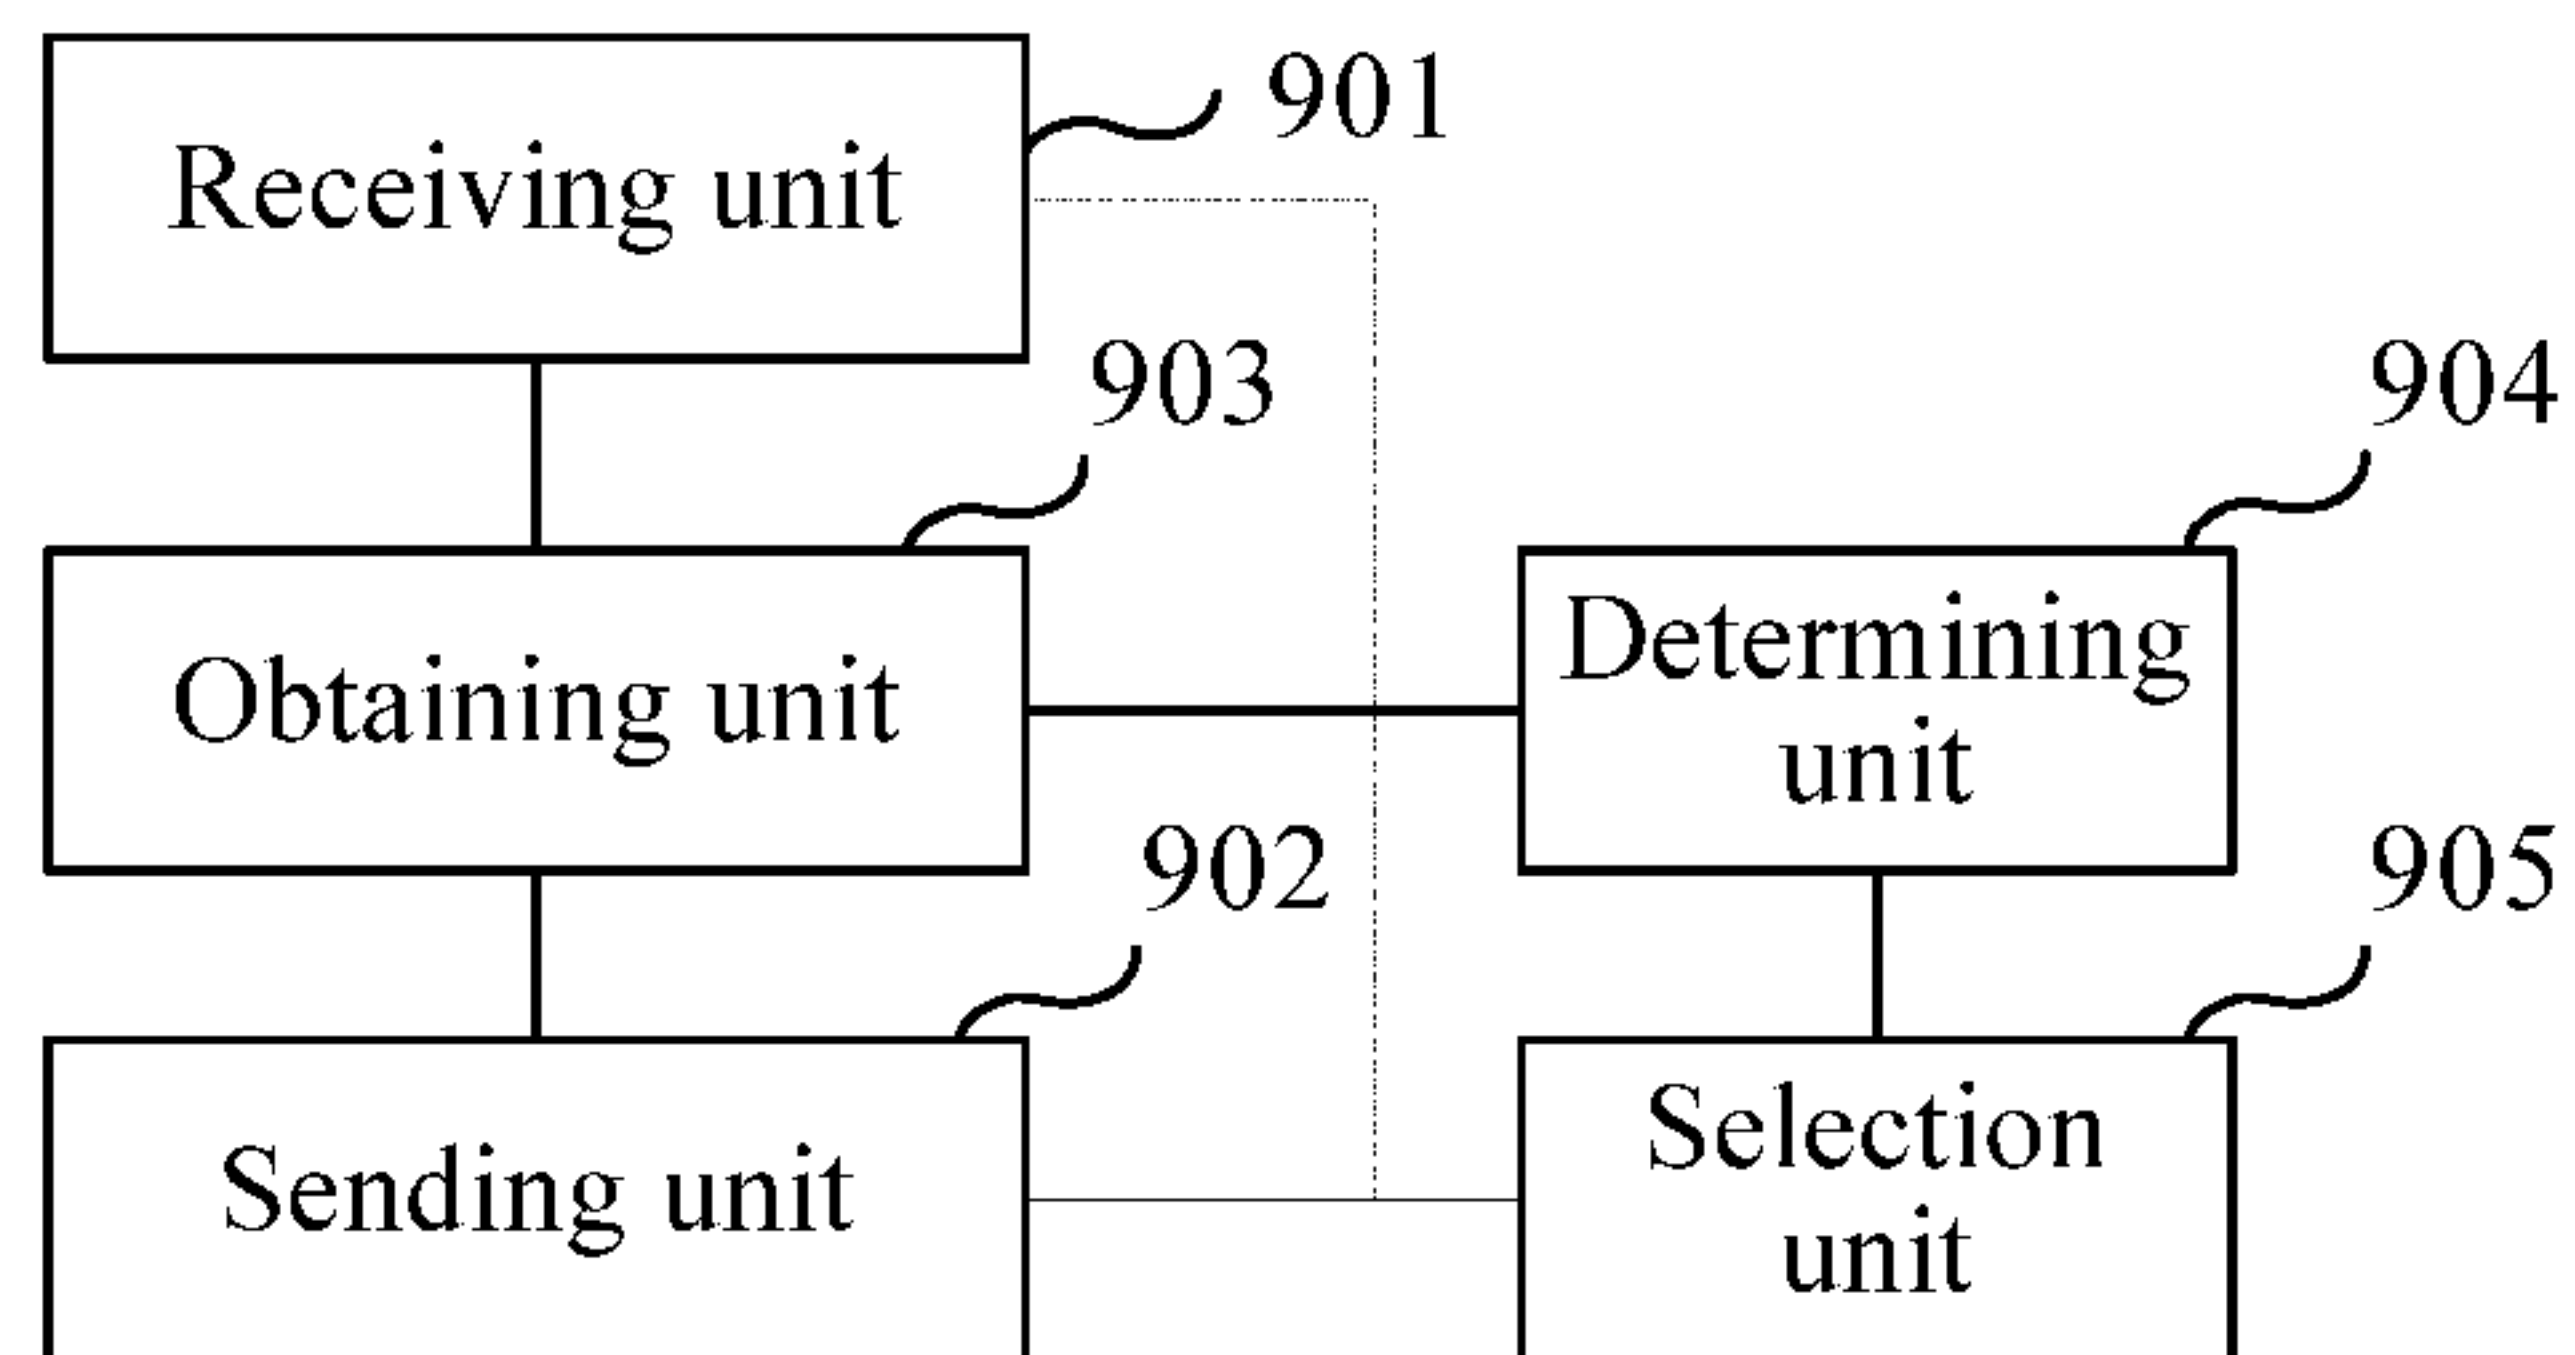 901
Receiving unit
903
904
Obtaining unit
Determining
unit
902
905
Sending unit
Selection
unit